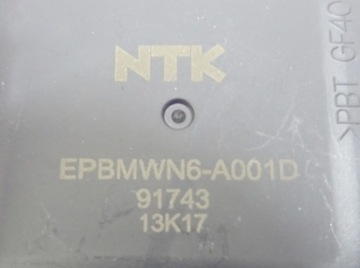 NTK
EPBMWN6-A001D
91743
13K17
>PBT GF40